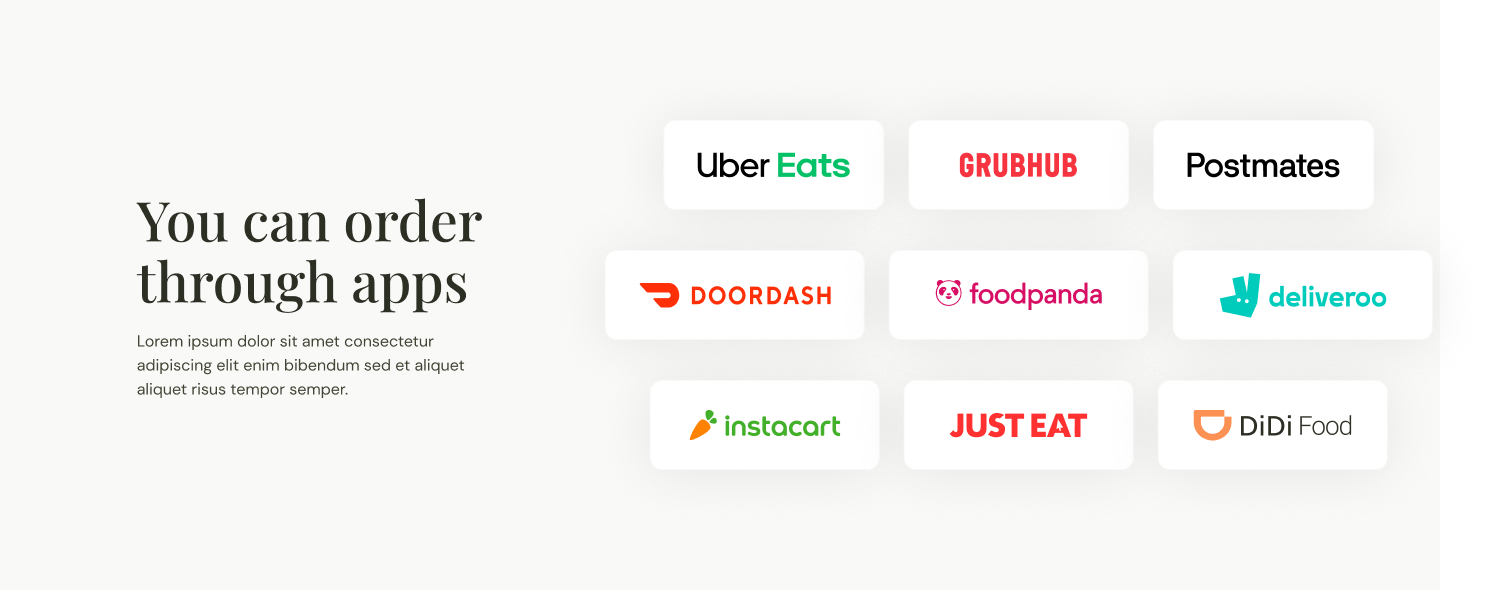 You can order
through apps
Lorem ipsum dolor sit amet consectetur
adipiscing elit enim bibendum sed et aliquet
aliquet risus tempor semper.
Uber Eats
GRUBHUB
Postmates
DOORDASH
foodpanda
deliveroo
instacart
JUST EAT
DiDi Food